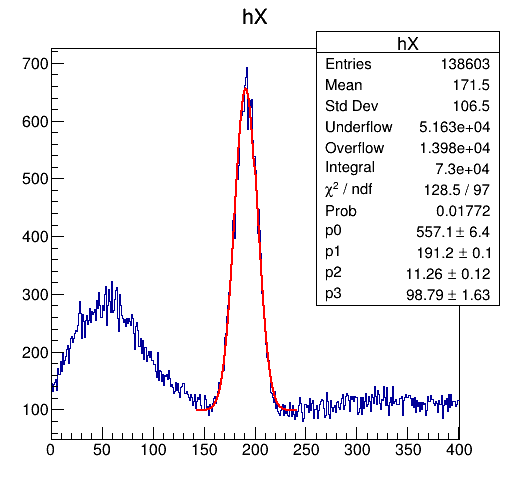 hX
hX
Entries 138603
Mean 171.5
Std Dev 106.5
Underflow 5.163e+04
Overflow 1.398e+04
Integral 7.3e+04
χ² / ndf 128.5 / 97
Prob 0.01772
p0 557.1 ± 6.4
p1 191.2 ± 0.1
p2 11.26 ± 0.12
p3 98.79 ± 1.63
700
600
500
400
300
200
100
0 50 100 150 200 250 300 350 400